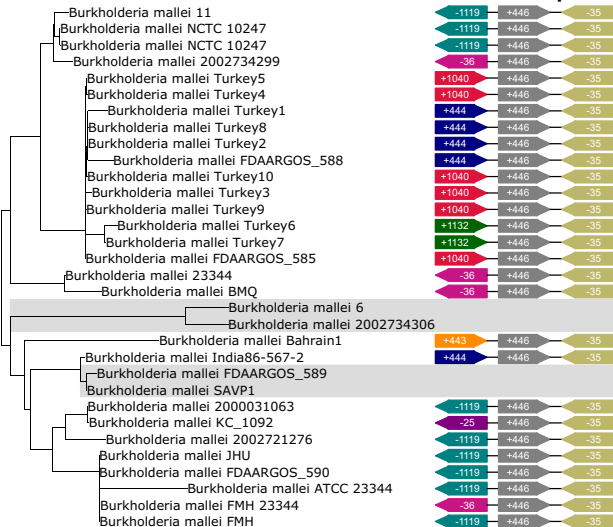 Burkholderia mallei 11 -1119 +446 -35
Burkholderia mallei NCTC 10247 -1119 +446 -35
Burkholderia mallei NCTC 10247 -1119 +446 -35
Burkholderia mallei 2002734299 -36 +446 -35
Burkholderia mallei Turkey5 +1040 +446 -35
Burkholderia mallei Turkey4 +1040 +446 -35
Burkholderia mallei Turkey1 +444 +446 -35
Burkholderia mallei Turkey8 +444 +446 -35
Burkholderia mallei Turkey2 +444 +446 -35
Burkholderia mallei FDAARGOS_588 +444 +446 -35
Burkholderia mallei Turkey10 +1040 +446 -35
Burkholderia mallei Turkey3 +1040 +446 -35
Burkholderia mallei Turkey9 +1040 +446 -35
Burkholderia mallei Turkey6 +1132 +446 -35
Burkholderia mallei Turkey7 +1132 +446 -35
Burkholderia mallei FDAARGOS_585 +1040 +446 -35
Burkholderia mallei 23344 -36 +446 -35
Burkholderia mallei BMQ -36 +446 -35
Burkholderia mallei 6
Burkholderia mallei 2002734306
Burkholderia mallei Bahrain1 +443 +446 -35
Burkholderia mallei India86-567-2 +444 +446 -35
Burkholderia mallei FDAARGOS_589
Burkholderia mallei SAVP1
Burkholderia mallei 2000031063 -1119 +446 -35
Burkholderia mallei KC_1092 -25 +446 -35
Burkholderia mallei 2002721276 -1119 +446 -35
Burkholderia mallei JHU -1119 +446 -35
Burkholderia mallei FDAARGOS_590 -1119 +446 -35
Burkholderia mallei ATCC 23344 -1119 +446 -35
Burkholderia mallei FMH 23344 -36 +446 -35
Burkholderia mallei FMH -1119 +446 -35